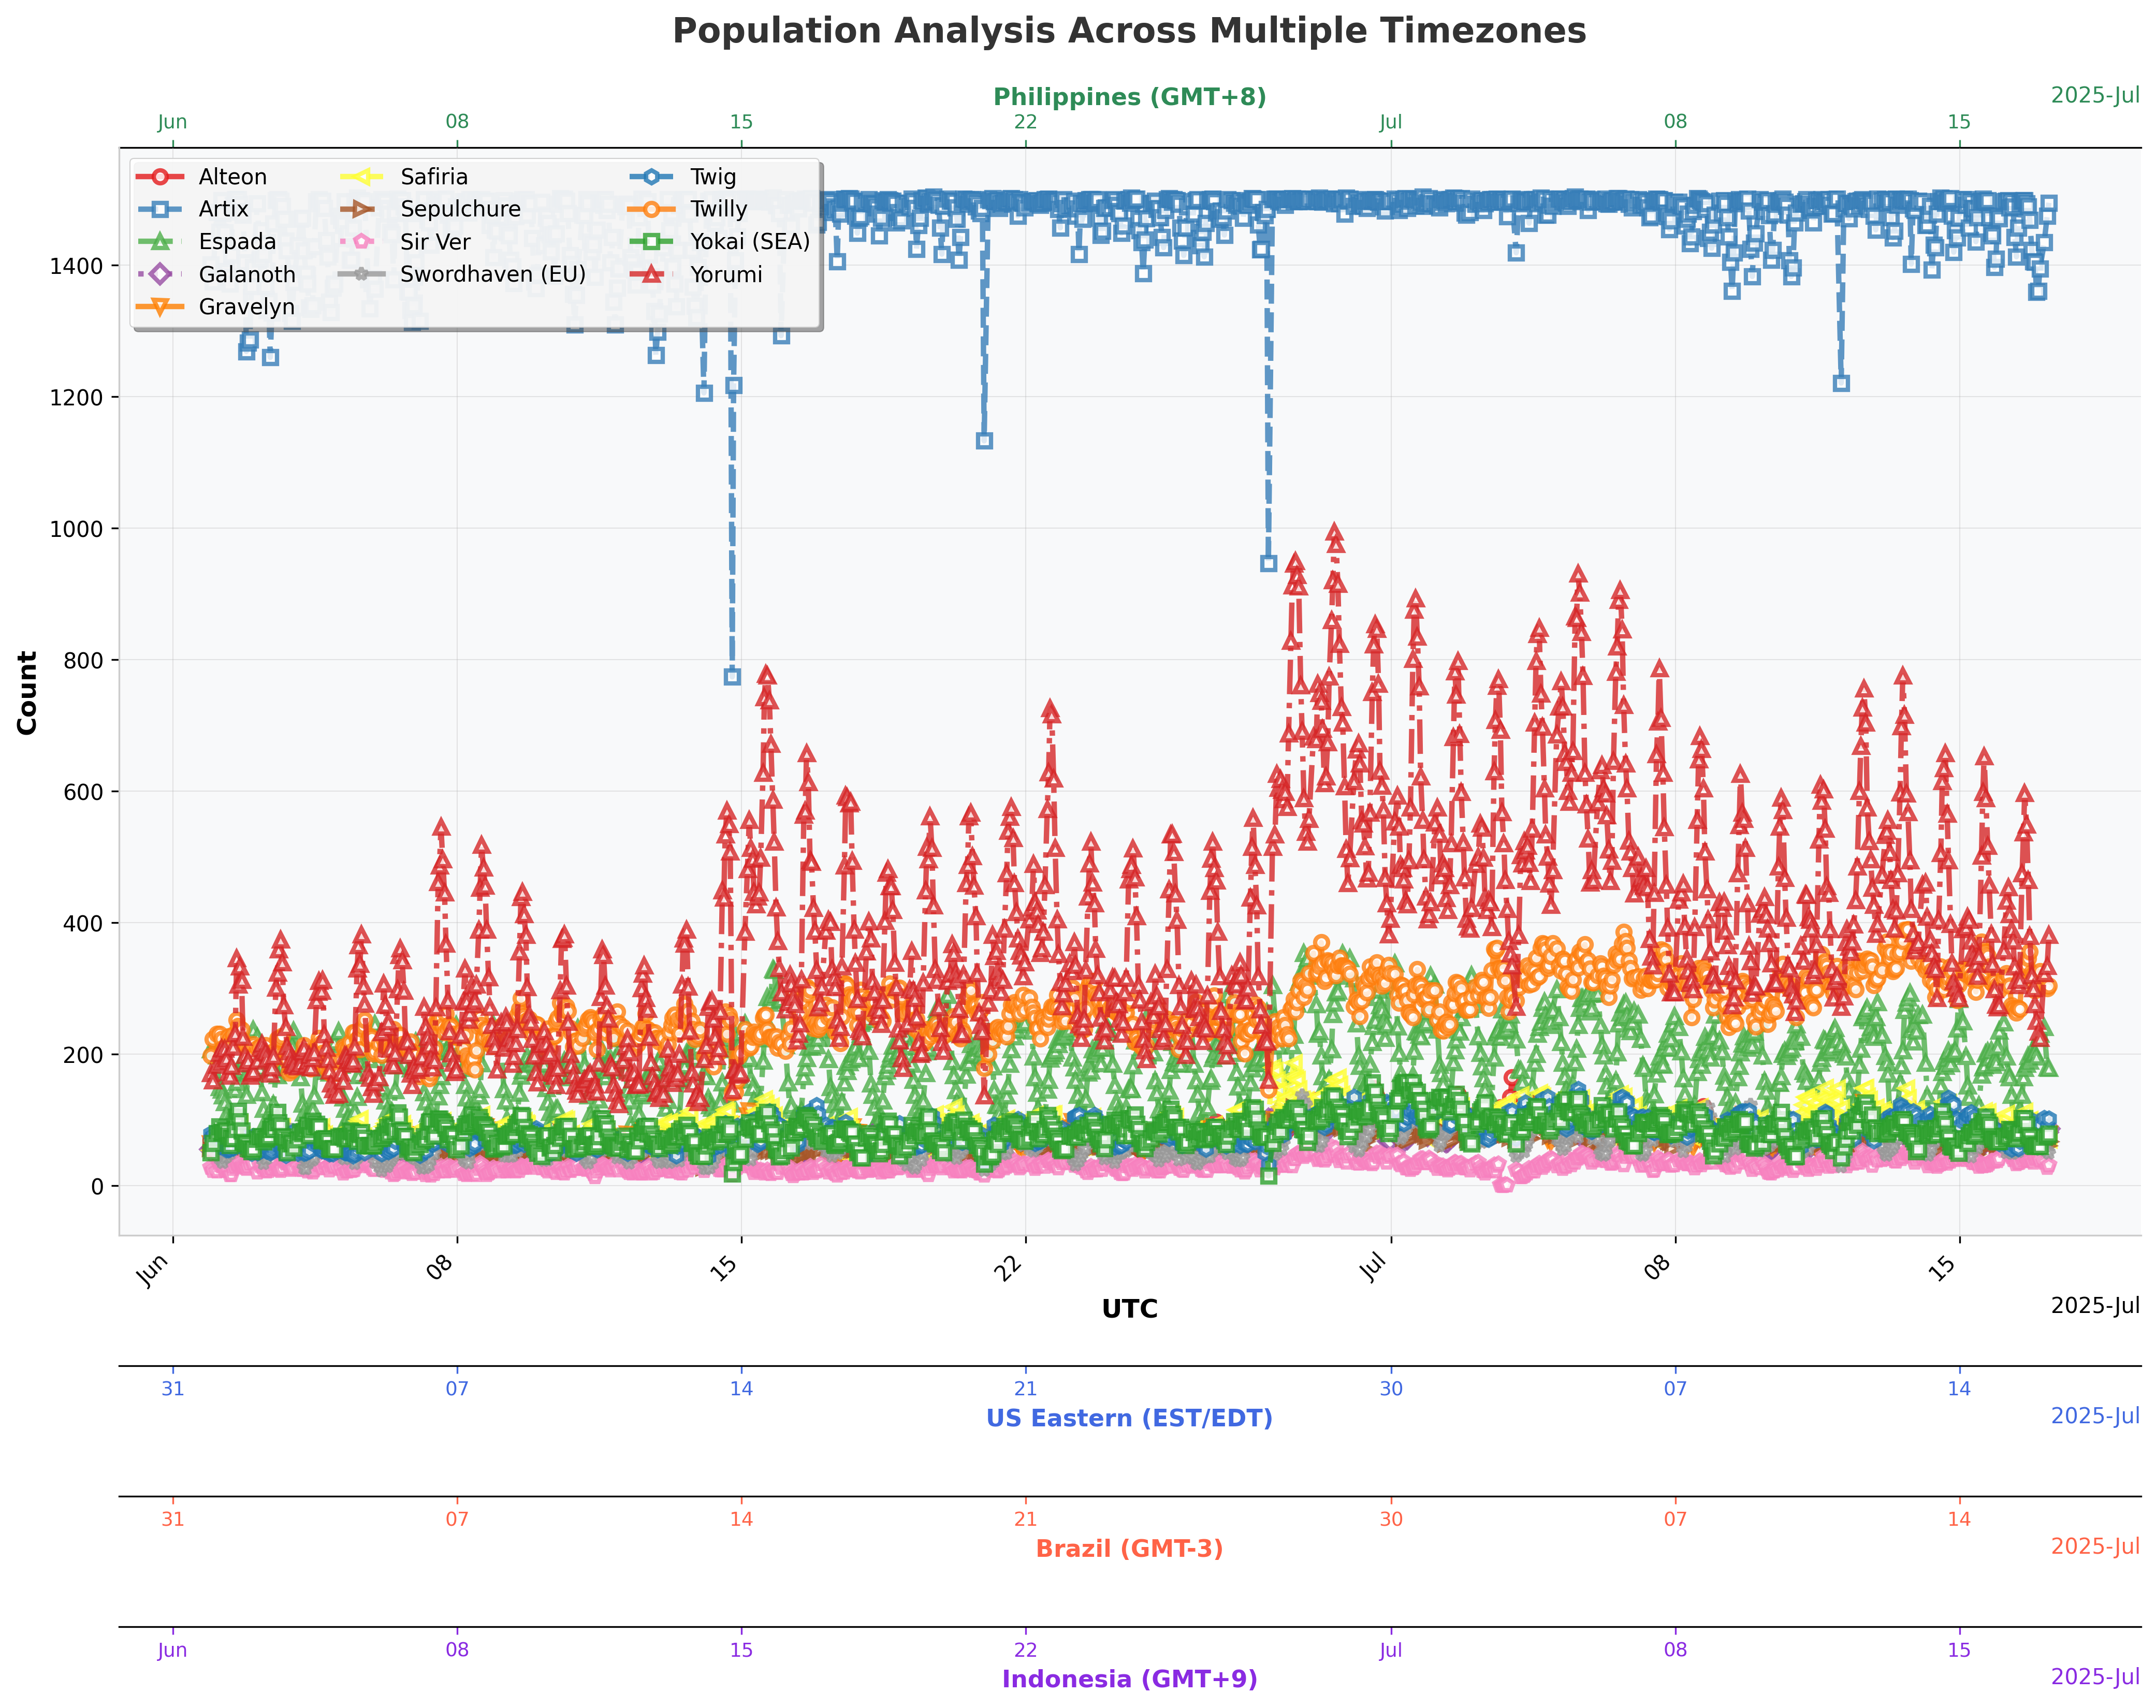 Population Analysis Across Multiple Timezones
Philippines (GMT+8)
2025-Jul
Jun 08 15 22 Jul 08 15
Alteon Safiria Twig
Artix Sepulchure Twilly
Espada Sir Ver Yokai (SEA)
Galanoth Swordhaven (EU) Yorumi
Gravelyn
1400
1200
1000
800
600
400
200
0
Count
Jun 08 15 22 Jul 08 15
UTC
2025-Jul
31 07 14 21 30 07 14
US Eastern (EST/EDT)
2025-Jul
31 07 14 21 30 07 14
Brazil (GMT-3)
2025-Jul
Jun 08 15 22 Jul 08 15
Indonesia (GMT+9)
2025-Jul